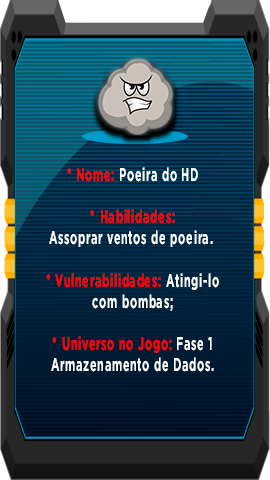 * Nome: Poeira do HD
* Habilidades:
Assoprar ventos de poeira.
* Vulnerabilidades: Atingi-lo
com bombas;
* Universo no Jogo: Fase 1
Armazenamento de Dados.